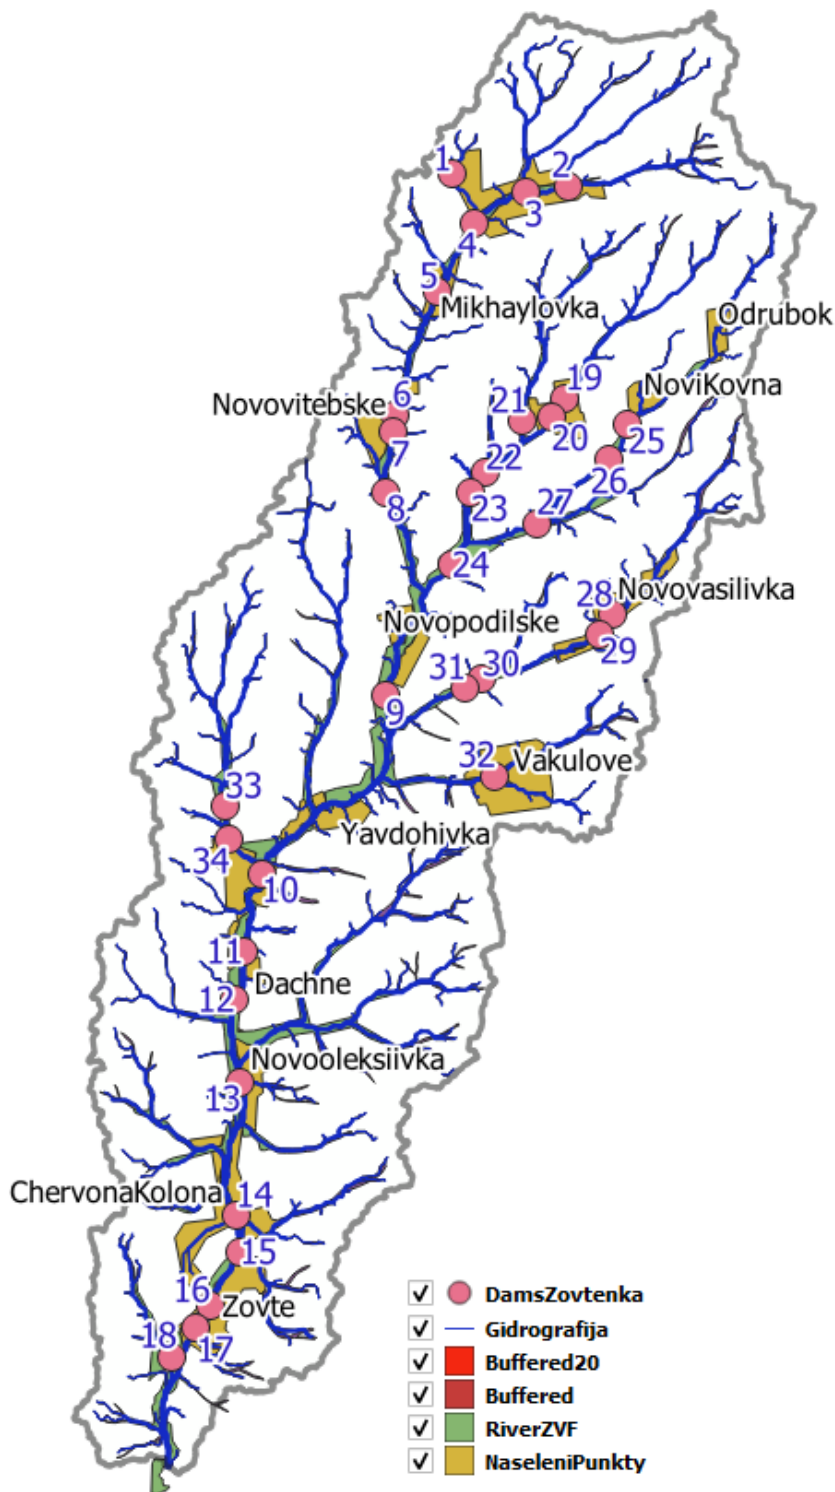 1
2
3
4
5
Mikhaylovka
Odrubok
6
19
NoviKovna
Novovitebske
21
20
25
7
22
26
8
23
27
24
28
Novovasilivka
Novopodilske
29
31
30
9
32
Vakulove
33
Yavdohivka
34
10
11
Dachne
12
Novooleksiivka
13
ChervonaKolona
14
15
16
Zovte
18
17
DamsZovtenka
Gidrografija
Buffered20
Buffered
RiverZVF
NaseleniPunkty